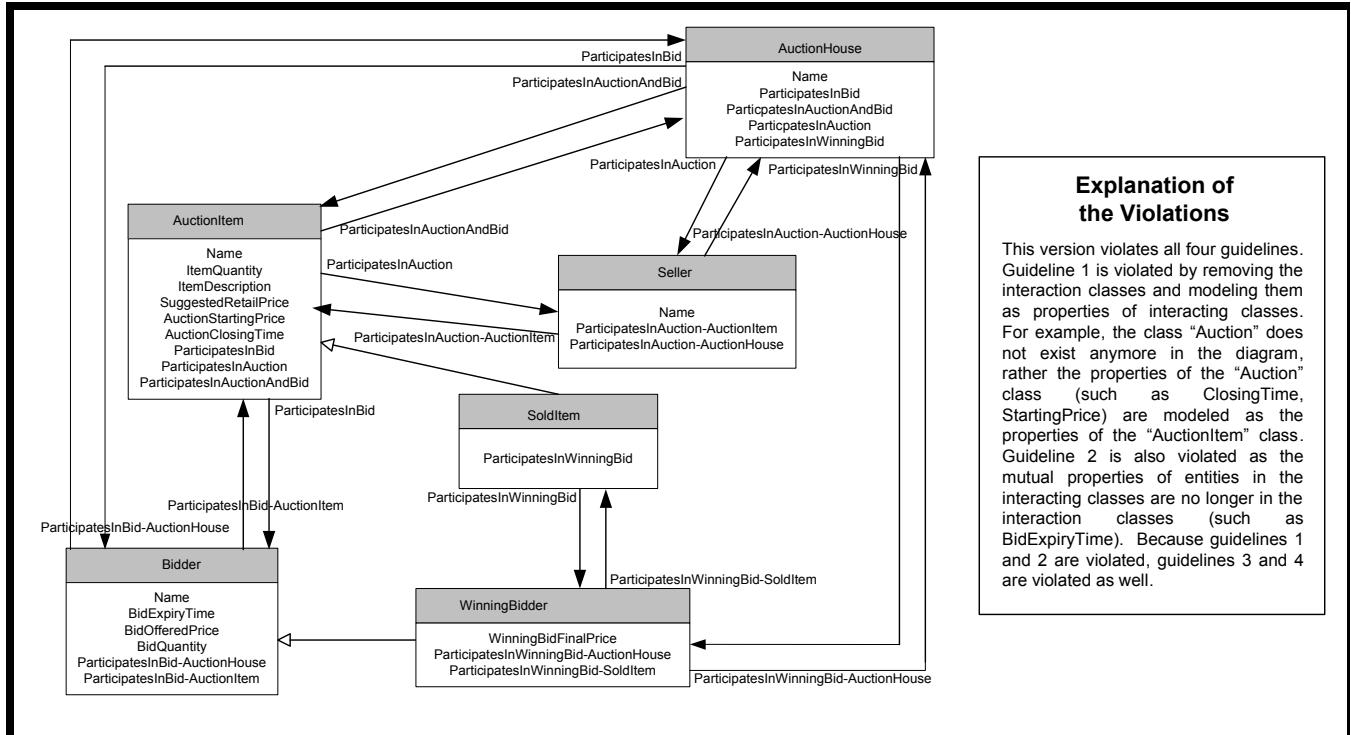 AuctionHouse
Name
ParticipatesInBid
ParticpatesInAuctionAndBid
ParticpatesInAuction
ParticipatesInWinningBid
ParticipatesInBid
ParticipatesInAuctionAndBid
ParticipatesInAuction
ParticipatesInWinningBid
AuctionItem
Name
ItemQuantity
ItemDescription
SuggestedRetailPrice
AuctionStartingPrice
AuctionClosingTime
ParticipatesInBid
ParticipatesInAuction
ParticipatesInAuctionAndBid
ParticipatesInAuctionAndBid
ParticipatesInAuction-AuctionHouse
ParticipatesInAuction
Seller
Name
ParticipatesInAuction-AuctionItem
ParticipatesInAuction-AuctionHouse
ParticipatesInAuction-AuctionItem
SoldItem
ParticipatesInWinningBid
ParticipatesInBid
ParticipatesInWinningBid
ParticipatesInBid-AuctionItem
ParticipatesInBid-AuctionHouse
Bidder
Name
BidExpiryTime
BidOfferedPrice
BidQuantity
ParticipatesInBid-AuctionHouse
ParticipatesInBid-AuctionItem
ParticipatesInWinningBid-SoldItem
WinningBidder
WinningBidFinalPrice
ParticipatesInWinningBid-AuctionHouse
ParticipatesInWinningBid-SoldItem
ParticipatesInWinningBid-AuctionHouse
Explanation of
the Violations
This version violates all four guidelines.
Guideline 1 is violated by removing the
interaction classes and modeling them
as properties of interacting classes.
For example, the class “Auction” does
not exist anymore in the diagram,
rather the properties of the “Auction”
class (such as ClosingTime,
StartingPrice) are modeled as the
properties of the “AuctionItem” class.
Guideline 2 is also violated as the
mutual properties of entities in the
interacting classes are no longer in the
interaction classes (such as
BidExpiryTime). Because guidelines 1
and 2 are violated, guidelines 3 and 4
are violated as well.